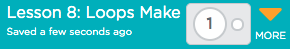 Lesson 8: Loops Make
Saved a few seconds ago
1
MORE